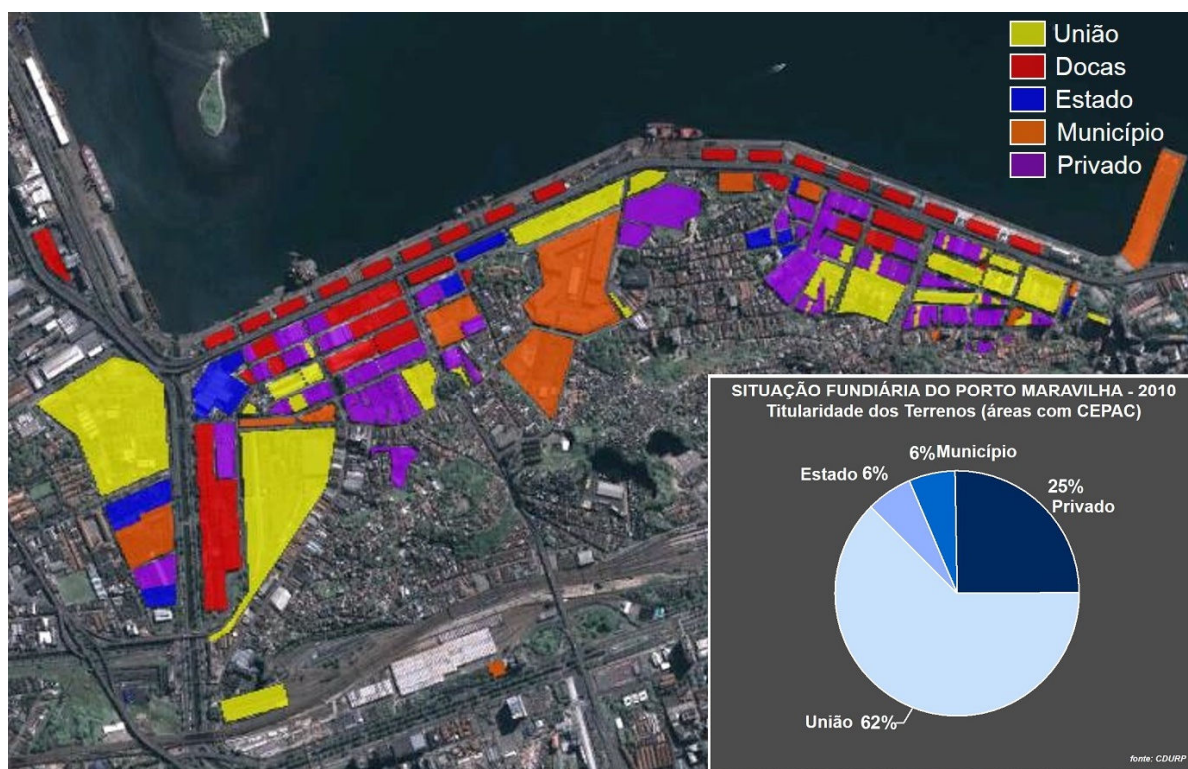 União
Docas
Estado
Município
Privado
SITUAÇÃO FUNDIÁRIA DO PORTO MARAVILHA - 2010
Titularidade dos Terrenos (áreas com CEPAC)
6% Município
Estado 6%
25%
Privado
União 62%
fonte: CDURP